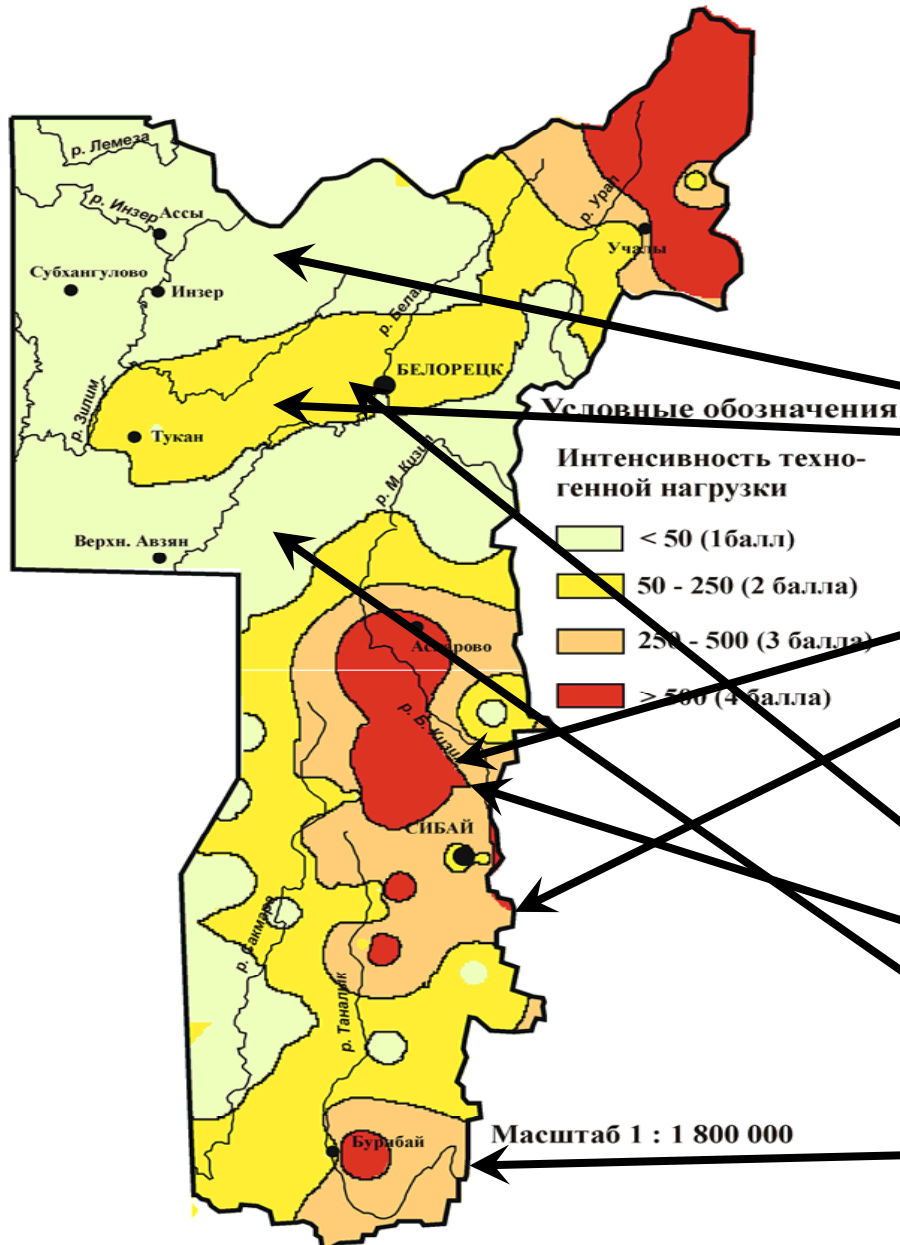 р. Лемеза
р. Инзер
Ассы
р. Урал
Учалы
Субхангулово
Инзер
р. Бела
БЕЛОРЕЦК
р. Зилим
Тукан
Условные обозначения
р. М. Кизил
Интенсивность техно-
генной нагрузки
Верхн. Авзян
< 50 (1балл)
50 - 250 (2 балла)
250 - 500 (3 балла)
> 500 (4 балла)
р. Б. Кизил
СИБАЙ
р. Сакмара
р. Таналык
Масштаб 1 : 1 800 000
Бурибай